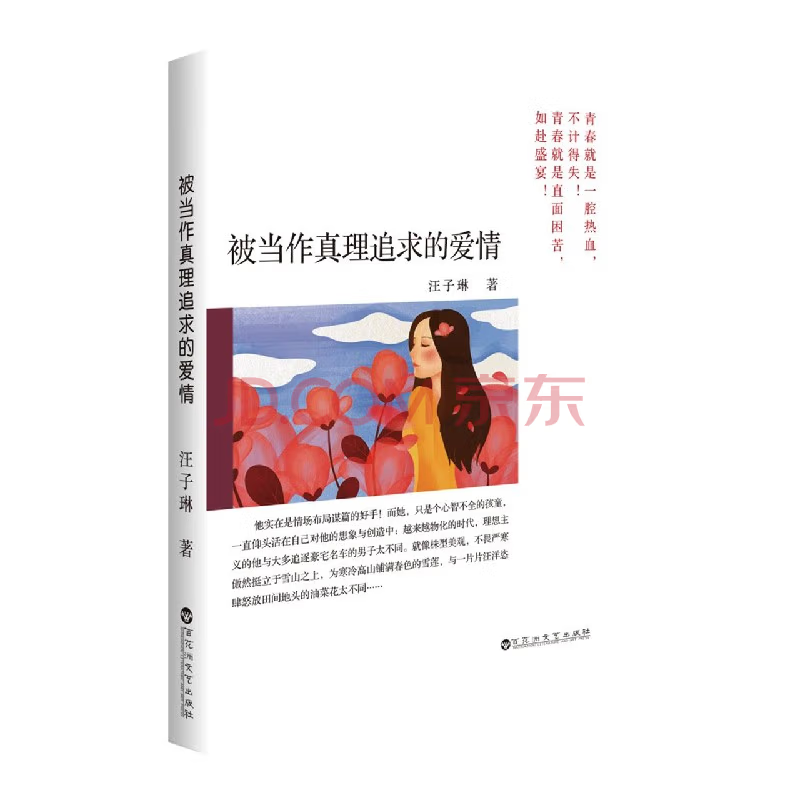 被当作真理追求的爱情
汪子琳 著
百花洲文艺出版社
青春就是一腔热血，
不计得失！
青春就是直面困苦，
如赴盛宴！
被当作真理追求的爱情
汪子琳 著
JD.COM 京东
他实在是情场布局谋篇的好手！而她，只是个心智不全的孩童，
一直仰头活在自己对他的想象与创造中：越来越物化的时代，理想主
义的他与大多追逐豪宅名车的男子太不同。就像株型美观，不畏严寒
傲然挺立于雪山之上，为寒冷高山铺满春色的雪莲，与一片片汪洋恣
肆怒放田间地头的油菜花太不同……
百花洲文艺出版社